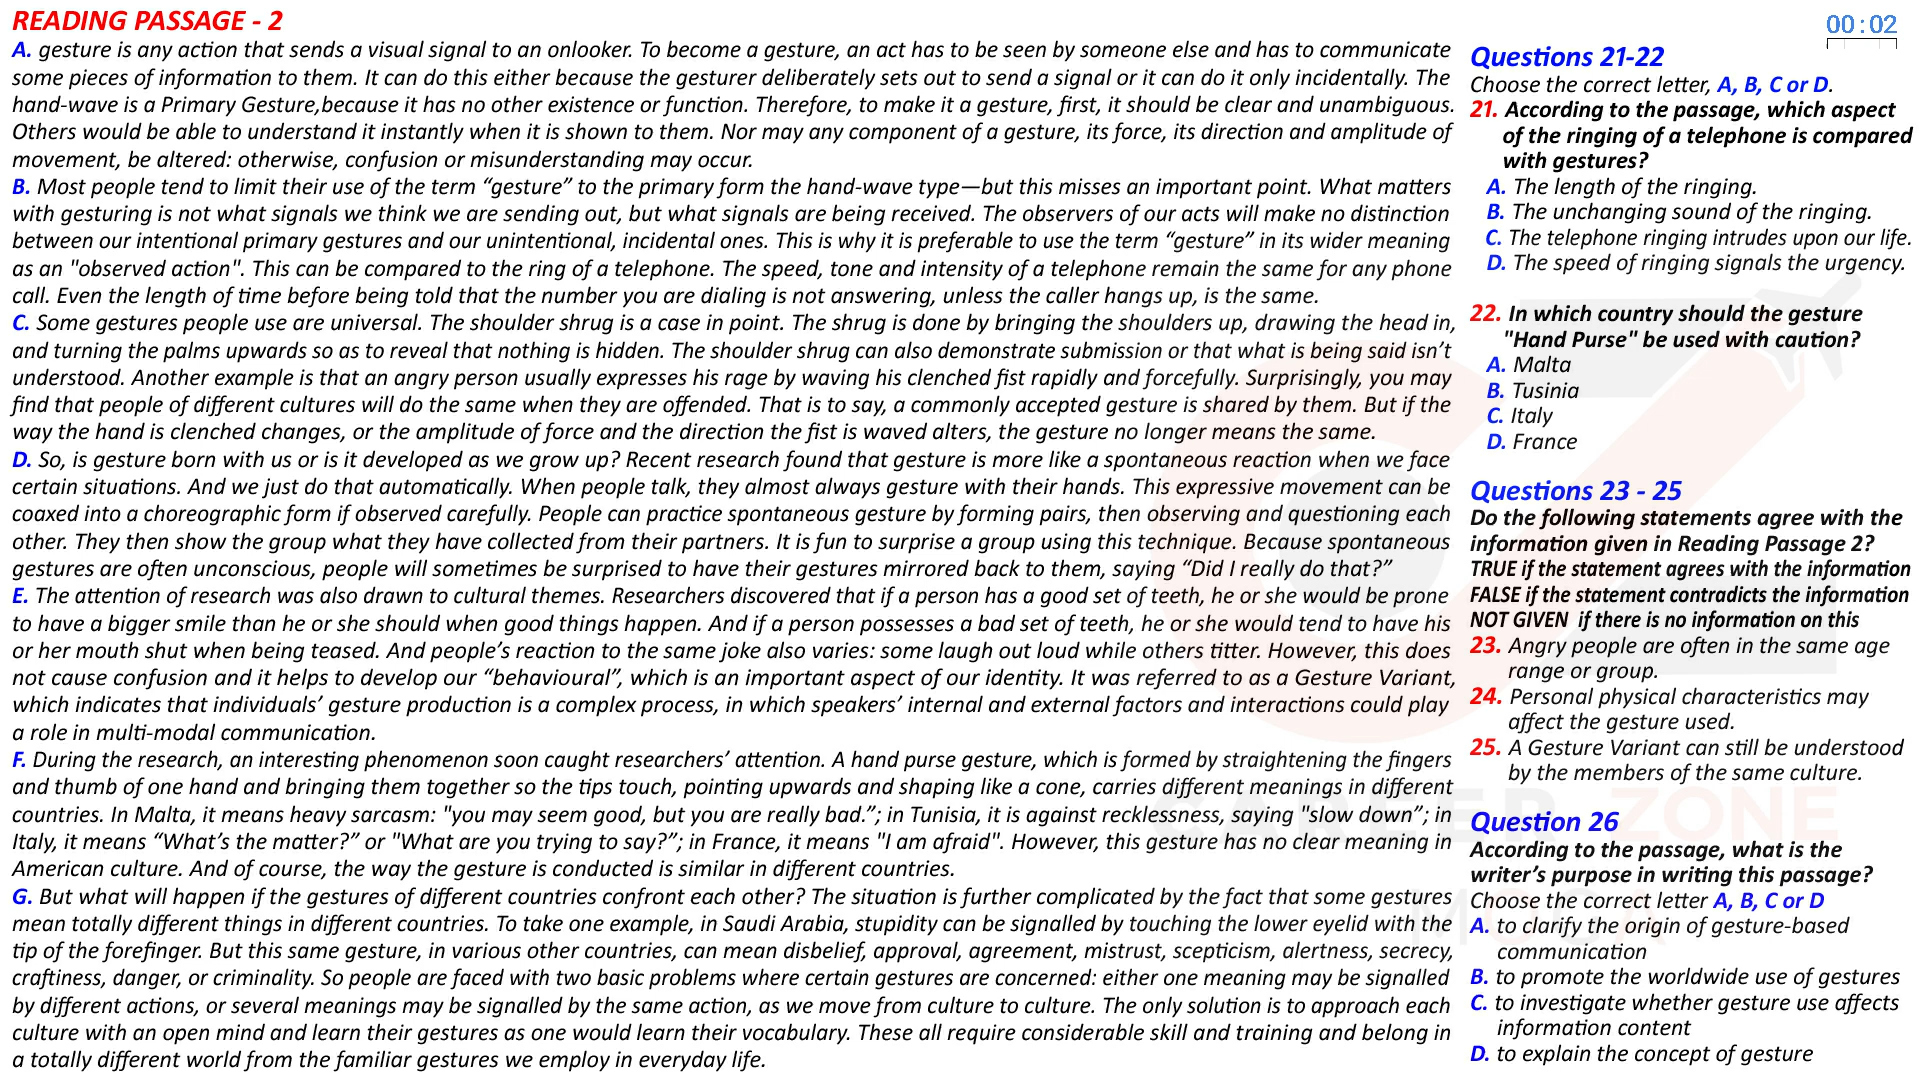 READING PASSAGE - 2
A. gesture is any action that sends a visual signal to an onlooker. To become a gesture, an act has to be seen by someone else and has to communicate
some pieces of information to them. It can do this either because the gesturer deliberately sets out to send a signal or it can do it only incidentally. The
hand-wave is a Primary Gesture,because it has no other existence or function. Therefore, to make it a gesture, first, it should be clear and unambiguous.
Others would be able to understand it instantly when it is shown to them. Nor may any component of a gesture, its force, its direction and amplitude of
movement, be altered: otherwise, confusion or misunderstanding may occur.
B. Most people tend to limit their use of the term “gesture” to the primary form the hand-wave type—but this misses an important point. What matters
with gesturing is not what signals we think we are sending out, but what signals are being received. The observers of our acts will make no distinction
between our intentional primary gestures and our unintentional, incidental ones. This is why it is preferable to use the term “gesture” in its wider meaning
as an "observed action". This can be compared to the ring of a telephone. The speed, tone and intensity of a telephone remain the same for any phone
call. Even the length of time before being told that the number you are dialing is not answering, unless the caller hangs up, is the same.
C. Some gestures people use are universal. The shoulder shrug is a case in point. The shrug is done by bringing the shoulders up, drawing the head in,
and turning the palms upwards so as to reveal that nothing is hidden. The shoulder shrug can also demonstrate submission or that what is being said isn’t
understood. Another example is that an angry person usually expresses his rage by waving his clenched fist rapidly and forcefully. Surprisingly, you may
find that people of different cultures will do the same when they are offended. That is to say, a commonly accepted gesture is shared by them. But if the
way the hand is clenched changes, or the amplitude of force and the direction the fist is waved alters, the gesture no longer means the same.
D. So, is gesture born with us or is it developed as we grow up? Recent research found that gesture is more like a spontaneous reaction when we face
certain situations. And we just do that automatically. When people talk, they almost always gesture with their hands. This expressive movement can be
coaxed into a choreographic form if observed carefully. People can practice spontaneous gesture by forming pairs, then observing and questioning each
other. They then show the group what they have collected from their partners. It is fun to surprise a group using this technique. Because spontaneous
gestures are often unconscious, people will sometimes be surprised to have their gestures mirrored back to them, saying “Did I really do that?”
E. The attention of research was also drawn to cultural themes. Researchers discovered that if a person has a good set of teeth, he or she would be prone
to have a bigger smile than he or she should when good things happen. And if a person possesses a bad set of teeth, he or she would tend to have his
or her mouth shut when being teased. And people’s reaction to the same joke also varies: some laugh out loud while others titter. However, this does
not cause confusion and it helps to develop our “behavioural”, which is an important aspect of our identity. It was referred to as a Gesture Variant,
which indicates that individuals’ gesture production is a complex process, in which speakers’ internal and external factors and interactions could play
a role in multi-modal communication.
F. During the research, an interesting phenomenon soon caught researchers’ attention. A hand purse gesture, which is formed by straightening the fingers
and thumb of one hand and bringing them together so the tips touch, pointing upwards and shaping like a cone, carries different meanings in different
countries. In Malta, it means heavy sarcasm: "you may seem good, but you are really bad.”; in Tunisia, it is against recklessness, saying "slow down”; in
Italy, it means “What’s the matter?” or "What are you trying to say?”; in France, it means "I am afraid". However, this gesture has no clear meaning in
American culture. And of course, the way the gesture is conducted is similar in different countries.
G. But what will happen if the gestures of different countries confront each other? The situation is further complicated by the fact that some gestures
mean totally different things in different countries. To take one example, in Saudi Arabia, stupidity can be signalled by touching the lower eyelid with the
tip of the forefinger. But this same gesture, in various other countries, can mean disbelief, approval, agreement, mistrust, scepticism, alertness, secrecy,
craftiness, danger, or criminality. So people are faced with two basic problems where certain gestures are concerned: either one meaning may be signalled
by different actions, or several meanings may be signalled by the same action, as we move from culture to culture. The only solution is to approach each
culture with an open mind and learn their gestures as one would learn their vocabulary. These all require considerable skill and training and belong in
a totally different world from the familiar gestures we employ in everyday life.
00:02
Questions 21-22
Choose the correct letter, A, B, C or D.
21. According to the passage, which aspect
of the ringing of a telephone is compared
with gestures?
A. The length of the ringing.
B. The unchanging sound of the ringing.
C. The telephone ringing intrudes upon our life.
D. The speed of ringing signals the urgency.
22. In which country should the gesture
"Hand Purse" be used with caution?
A. Malta
B. Tusinia
C. Italy
D. France
Questions 23 - 25
Do the following statements agree with the
information given in Reading Passage 2?
TRUE if the statement agrees with the information
FALSE if the statement contradicts the information
NOT GIVEN if there is no information on this
23. Angry people are often in the same age
range or group.
24. Personal physical characteristics may
affect the gesture used.
25. A Gesture Variant can still be understood
by the members of the same culture.
Question 26
According to the passage, what is the
writer’s purpose in writing this passage?
Choose the correct letter A, B, C or D
A. to clarify the origin of gesture-based
communication
B. to promote the worldwide use of gestures
C. to investigate whether gesture use affects
information content
D. to explain the concept of gesture
CAREER ZONE
MOGA